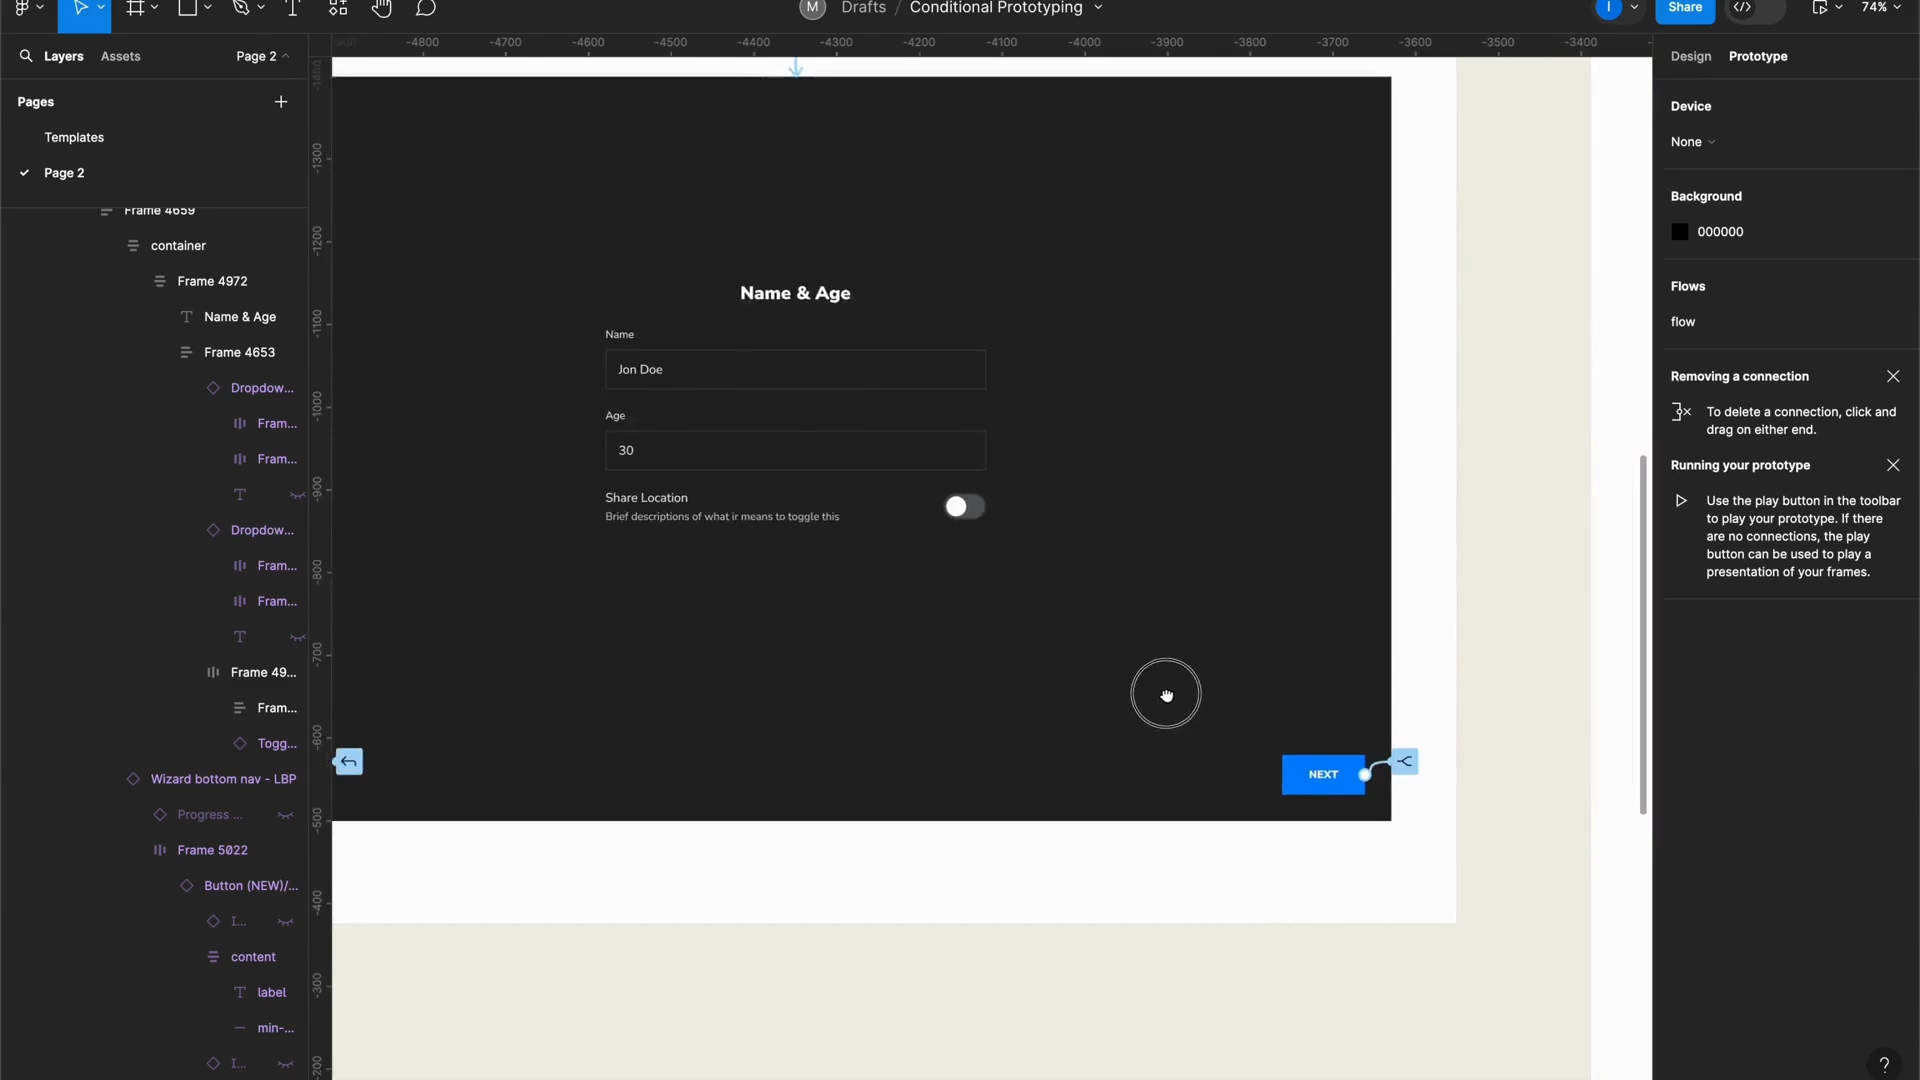 M Drafts / Conditional Prototyping
I
Share
74%
Layers Assets Page 2
Pages
Templates
Page 2
Frame 4659
container
Frame 4972
Name & Age
Frame 4653
Dropdow...
Fram...
Fram...
Dropdow...
Fram...
Fram...
Frame 49...
Fram...
Togg...
Wizard bottom nav - LBP
Progress ...
Frame 5022
Button (NEW)/...
I...
content
label
min-...
I...
-4800 -4700 -4600 -4500 -4400 -4300 -4200 -4100 -4000 -3900 -3800 -3700 -3600 -3500 -3400
-1300
-1200
-1100
-1000
-900
-800
-700
-600
-500
-400
-300
-200
Name & Age
Name
Jon Doe
Age
30
Share Location
Brief descriptions of what ir means to toggle this
NEXT
Design Prototype
Device
None
Background
000000
Flows
flow
Removing a connection
To delete a connection, click and
drag on either end.
Running your prototype
Use the play button in the toolbar
to play your prototype. If there
are no connections, the play
button can be used to play a
presentation of your frames.
?